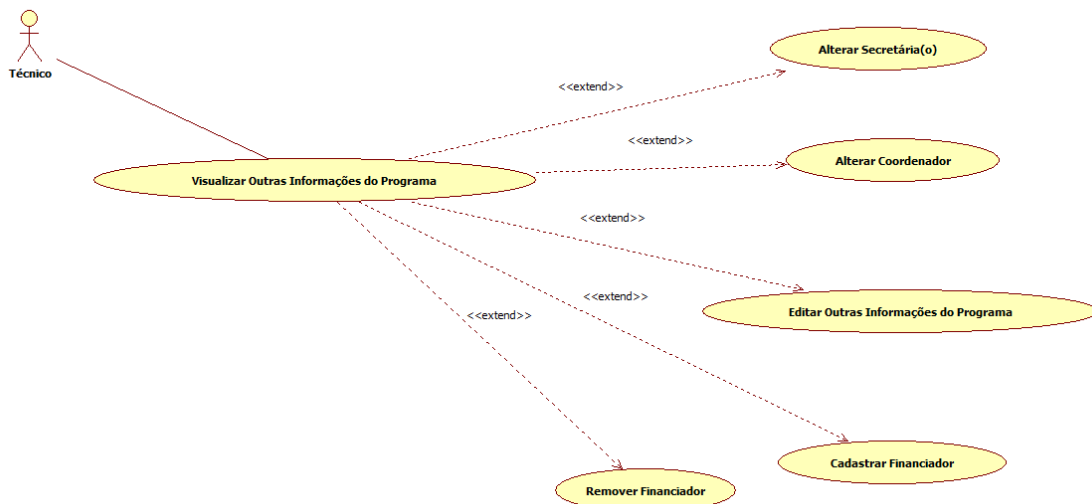 Técnico
Alterar Secretária(o)
<<extend>>
<<extend>>
Alterar Coordenador
Visualizar Outras Informações do Programa
<<extend>>
<<extend>>
Editar Outras Informações do Programa
<<extend>>
Cadastrar Financiador
Remover Financiador